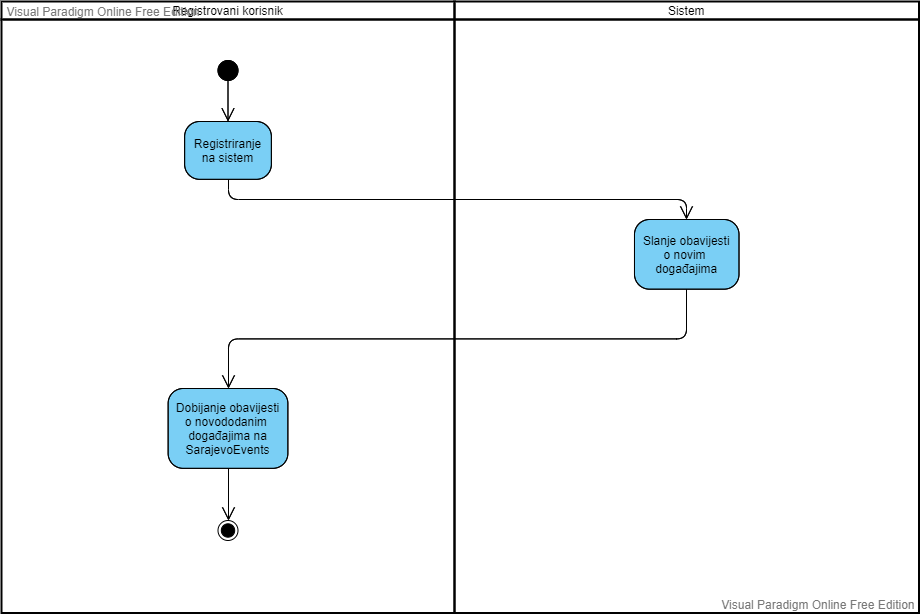 Visual Paradigm Online Free Edition
Registrovani korisnik
Sistem
Registriranje
na sistem
Slanje obavijesti
o novim
događajima
Dobijanje obavijesti
o novododanim
događajima na
SarajevoEvents
Visual Paradigm Online Free Edition